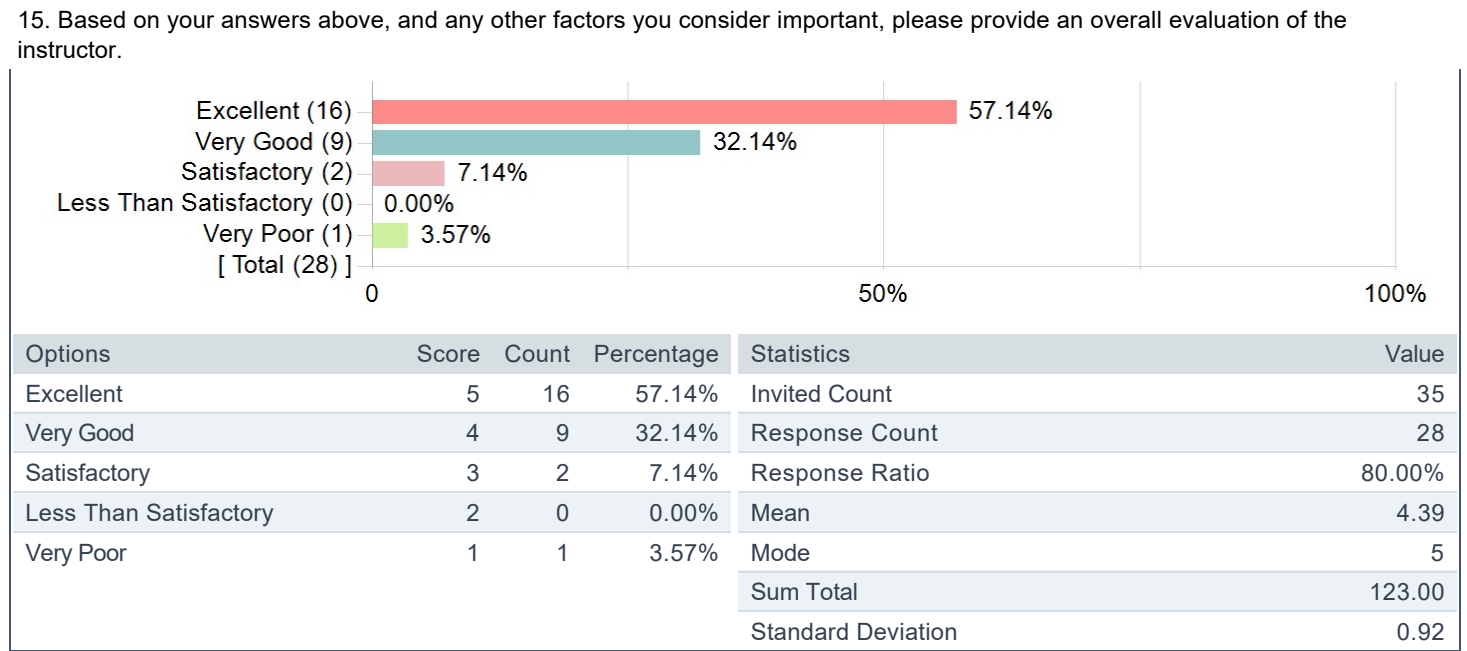 15. Based on your answers above, and any other factors you consider important, please provide an overall evaluation of the
instructor.
Excellent (16) 57.14%
Very Good (9) 32.14%
Satisfactory (2) 7.14%
Less Than Satisfactory (0) 0.00%
Very Poor (1) 3.57%
[ Total (28) ]
0 50% 100%
Options Score Count Percentage
Excellent 5 16 57.14%
Very Good 4 9 32.14%
Satisfactory 3 2 7.14%
Less Than Satisfactory 2 0 0.00%
Very Poor 1 1 3.57%
Statistics Value
Invited Count 35
Response Count 28
Response Ratio 80.00%
Mean 4.39
Mode 5
Sum Total 123.00
Standard Deviation 0.92